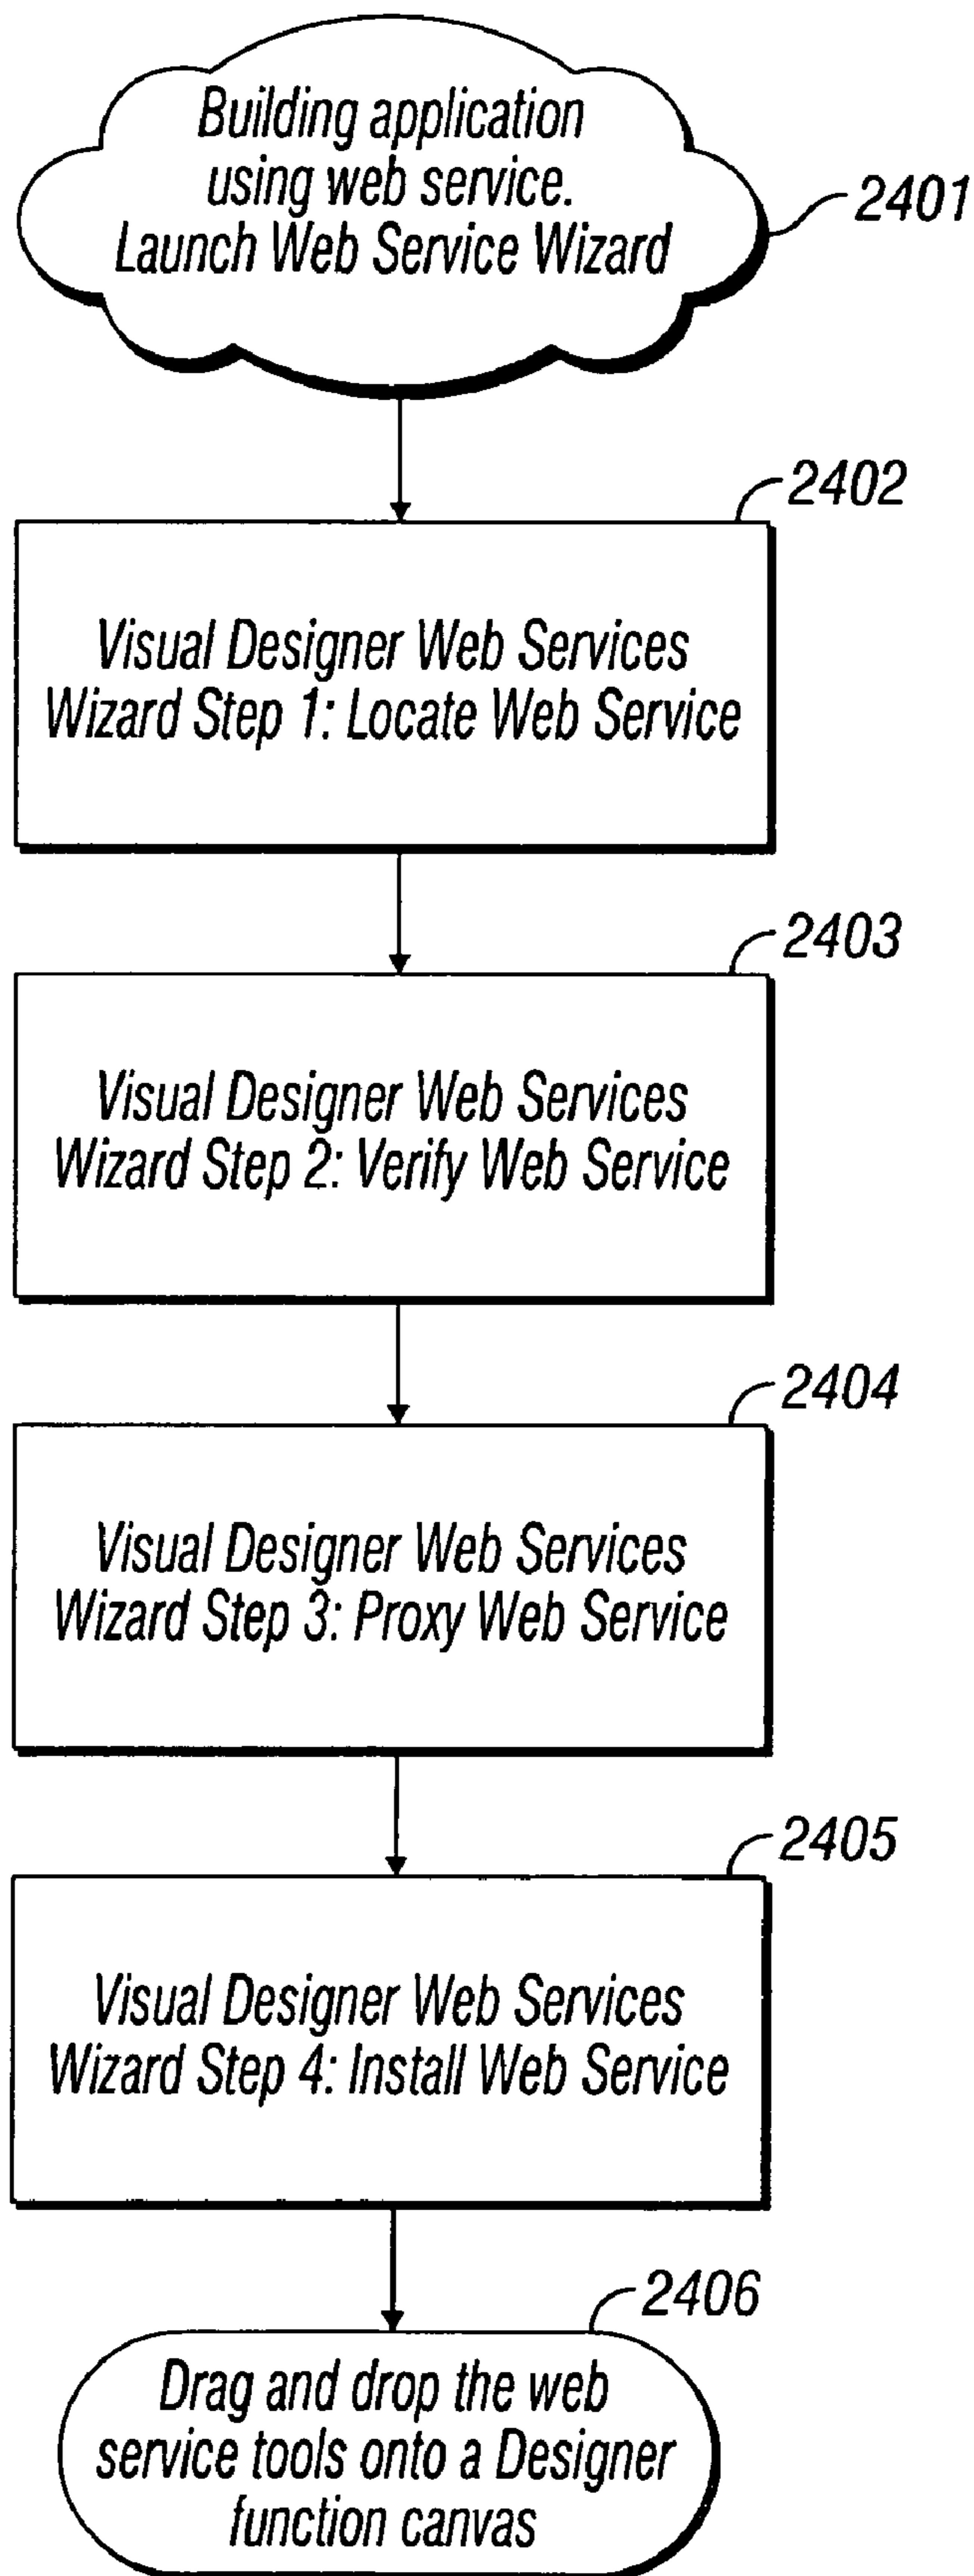 Building application
using web service.
Launch Web Service Wizard
2401
2402
Visual Designer Web Services
Wizard Step 1: Locate Web Service
2403
Visual Designer Web Services
Wizard Step 2: Verify Web Service
2404
Visual Designer Web Services
Wizard Step 3: Proxy Web Service
2405
Visual Designer Web Services
Wizard Step 4: Install Web Service
2406
Drag and drop the web
service tools onto a Designer
function canvas